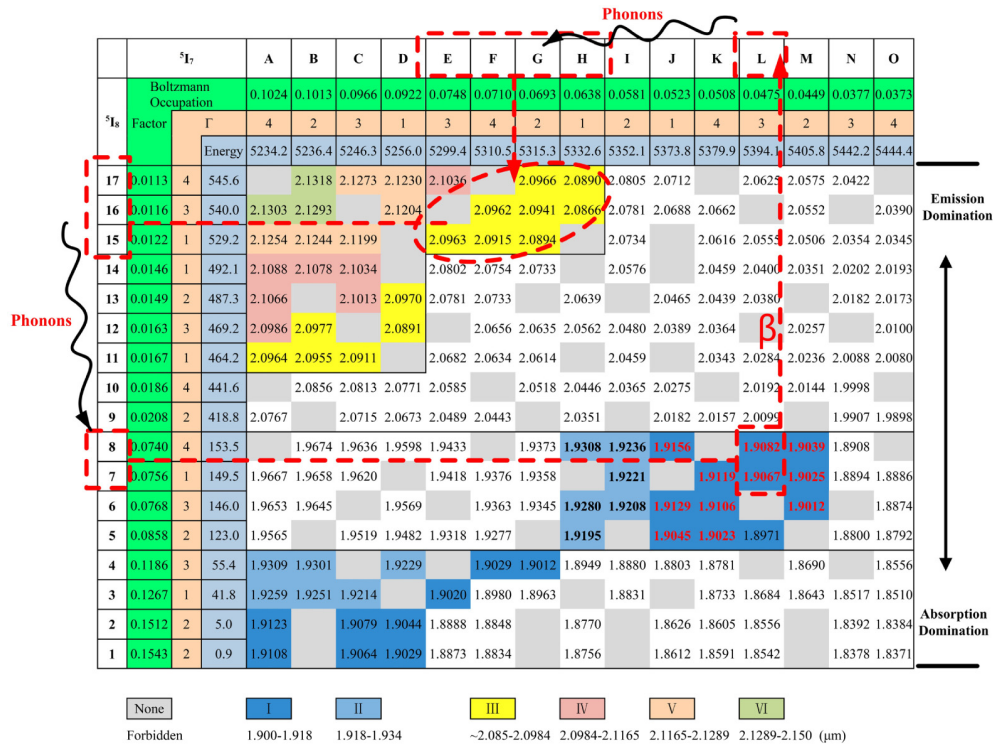 Phonons
⁵I₇ A B C D E F G H I J K L M N O
Boltzmann Occupation 0.1024 0.1013 0.0966 0.0922 0.0748 0.0710 0.0693 0.0638 0.0581 0.0523 0.0508 0.0475 0.0449 0.0377 0.0373
⁵I₈ Factor Γ 4 2 3 1 3 4 2 1 2 1 4 3 2 3 4
Energy 5234.2 5236.4 5246.3 5256.0 5299.4 5310.5 5315.3 5332.6 5352.1 5373.8 5379.9 5394.1 5405.8 5442.2 5444.4
17 0.0113 4 545.6 2.1318 2.1273 2.1230 2.1036 2.0966 2.0890 2.0805 2.0712 2.0625 2.0575 2.0422
Emission Domination
16 0.0116 3 540.0 2.1303 2.1293 2.1204 2.0962 2.0941 2.0866 2.0781 2.0688 2.0662 2.0552 2.0390
15 0.0122 1 529.2 2.1254 2.1244 2.1199 2.0963 2.0915 2.0894 2.0734 2.0616 2.0555 2.0506 2.0354 2.0345
14 0.0146 1 492.1 2.1088 2.1078 2.1034 2.0802 2.0754 2.0733 2.0576 2.0459 2.0400 2.0351 2.0202 2.0193
13 0.0149 2 487.3 2.1066 2.1013 2.0970 2.0781 2.0733 2.0639 2.0465 2.0439 2.0380 2.0182 2.0173
Phonons
12 0.0163 3 469.2 2.0986 2.0977 2.0891 2.0656 2.0635 2.0562 2.0480 2.0389 2.0364 2.0257 2.0100
β
11 0.0167 1 464.2 2.0964 2.0955 2.0911 2.0682 2.0634 2.0614 2.0459 2.0343 2.0284 2.0236 2.0088 2.0080
10 0.0186 4 441.6 2.0856 2.0813 2.0771 2.0585 2.0518 2.0446 2.0365 2.0275 2.0192 2.0144 1.9998
9 0.0208 2 418.8 2.0767 2.0715 2.0673 2.0489 2.0443 2.0351 2.0182 2.0157 2.0099 1.9907 1.9898
8 0.0740 4 153.5 1.9674 1.9636 1.9598 1.9433 1.9373 1.9308 1.9236 1.9156 1.9082 1.9039 1.8908
7 0.0756 1 149.5 1.9667 1.9658 1.9620 1.9418 1.9376 1.9358 1.9221 1.9119 1.9067 1.9025 1.8894 1.8886
6 0.0768 3 146.0 1.9653 1.9645 1.9569 1.9363 1.9345 1.9280 1.9208 1.9129 1.9106 1.9012 1.8874
5 0.0858 2 123.0 1.9565 1.9519 1.9482 1.9318 1.9277 1.9195 1.9045 1.9023 1.8971 1.8800 1.8792
4 0.1186 3 55.4 1.9309 1.9301 1.9229 1.9029 1.9012 1.8949 1.8880 1.8803 1.8781 1.8690 1.8556
3 0.1267 1 41.8 1.9259 1.9251 1.9214 1.9020 1.8980 1.8963 1.8831 1.8733 1.8684 1.8643 1.8517 1.8510
2 0.1512 2 5.0 1.9123 1.9079 1.9044 1.8888 1.8848 1.8770 1.8626 1.8605 1.8556 1.8392 1.8384
Absorption Domination
1 0.1543 2 0.9 1.9108 1.9064 1.9029 1.8873 1.8834 1.8756 1.8612 1.8591 1.8542 1.8378 1.8371
None I II III IV V VI
Forbidden 1.900-1.918 1.918-1.934 ~2.085-2.0984 2.0984-2.1165 2.1165-2.1289 2.1289-2.150 (μm)